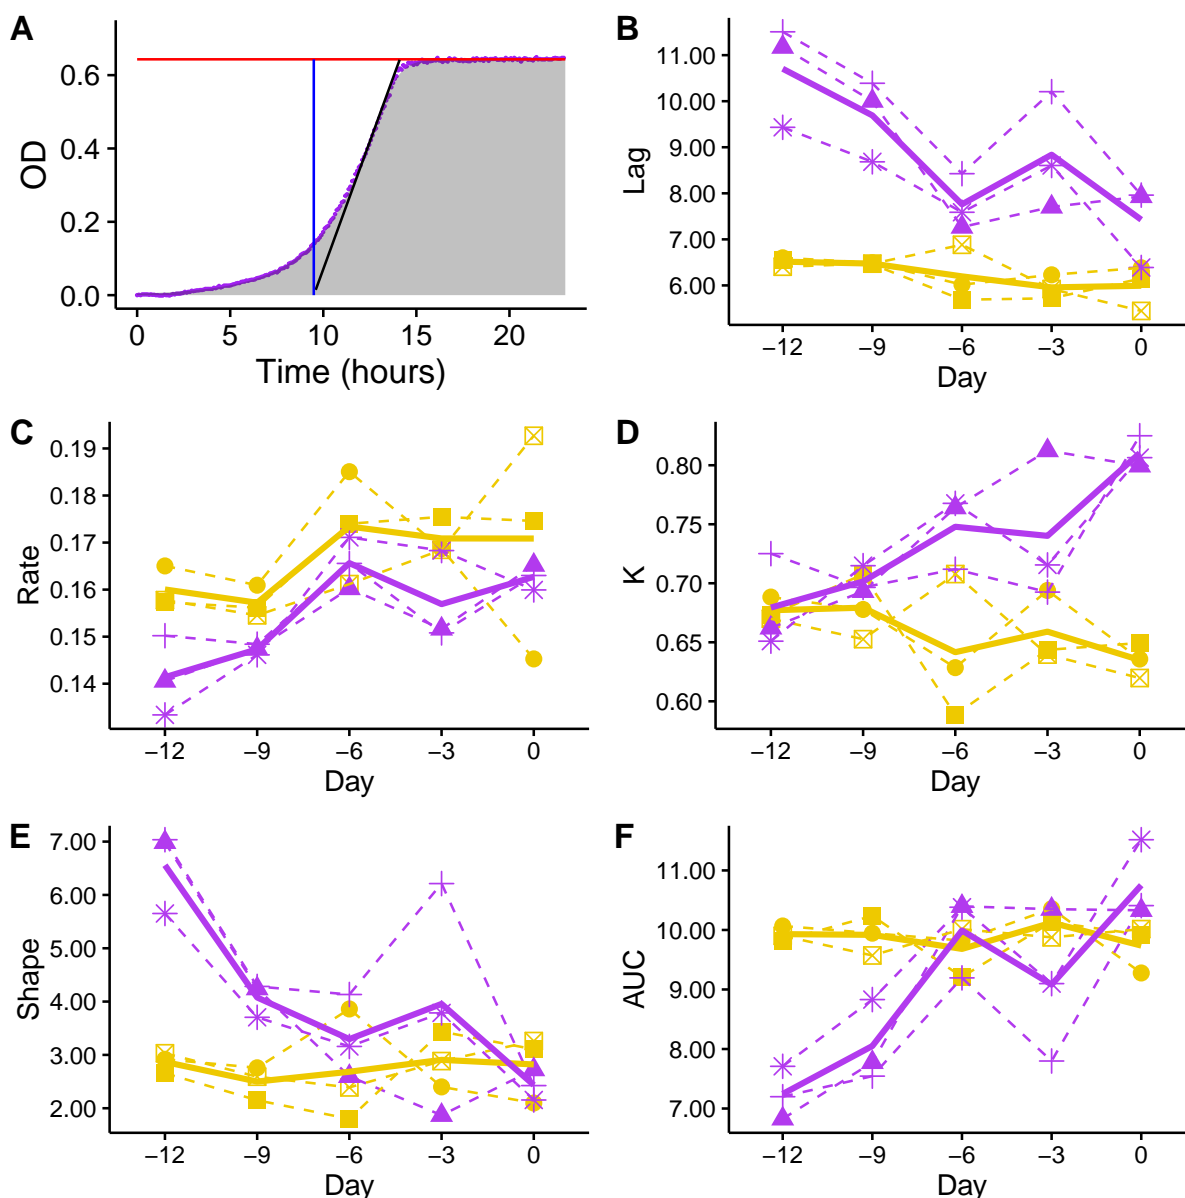 A
OD
0.6
0.4
0.2
0.0
0 5 10 15 20
Time (hours)
B
Lag
11.00
10.00
9.00
8.00
7.00
6.00
−12 −9 −6 −3 0
Day
C
Rate
0.19
0.18
0.17
0.16
0.15
0.14
−12 −9 −6 −3 0
Day
D
K
0.80
0.75
0.70
0.65
0.60
−12 −9 −6 −3 0
Day
E
Shape
7.00
6.00
5.00
4.00
3.00
2.00
−12 −9 −6 −3 0
Day
F
AUC
11.00
10.00
9.00
8.00
7.00
−12 −9 −6 −3 0
Day